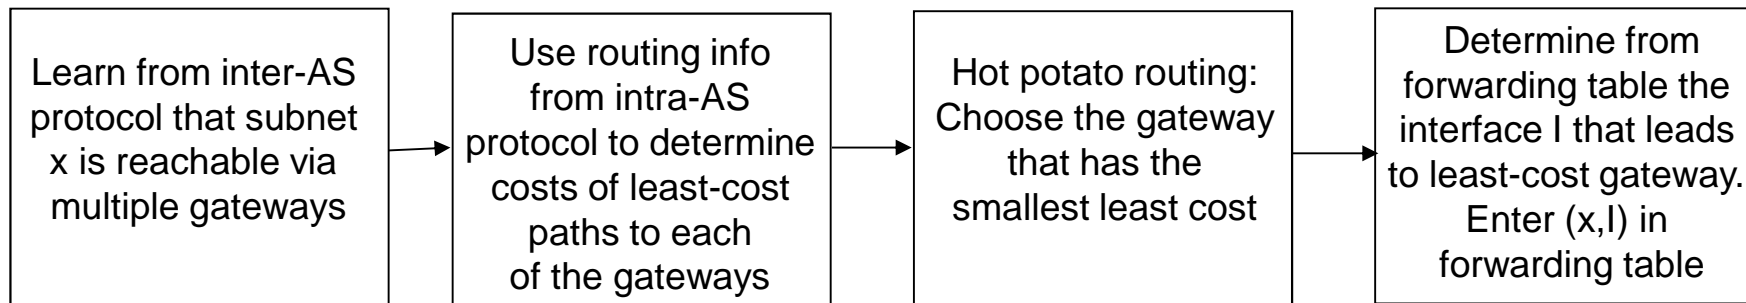 Learn from inter-AS
protocol that subnet
x is reachable via
multiple gateways
Use routing info
from intra-AS
protocol to determine
costs of least-cost
paths to each
of the gateways
Hot potato routing:
Choose the gateway
that has the
smallest least cost
Determine from
forwarding table the
interface I that leads
to least-cost gateway.
Enter (x,I) in
forwarding table